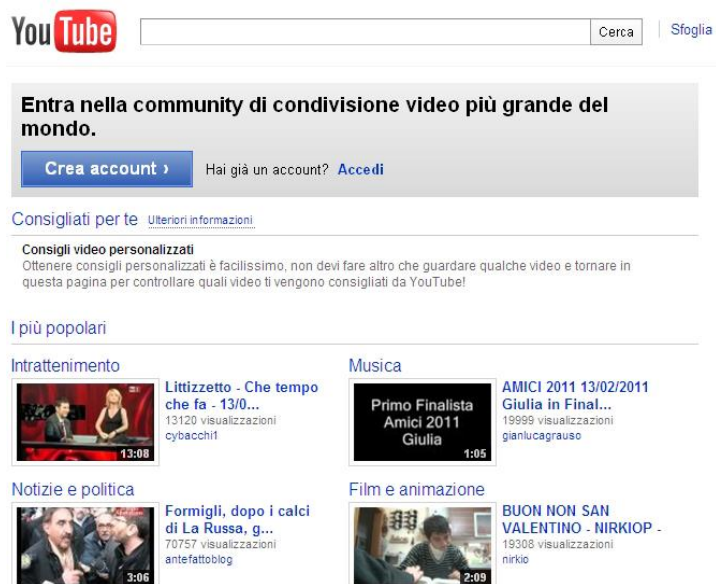 You Tube
Cerca
Sfoglia
Entra nella community di condivisione video più grande del
mondo.
Crea account ›
Hai già un account? Accedi
Consigliati per te Ulteriori informazioni
Consigli video personalizzati
Ottenere consigli personalizzati è facilissimo, non devi fare altro che guardare qualche video e tornare in
questa pagina per controllare quali video ti vengono consigliati da YouTube!
I più popolari
Intrattenimento
Littizzetto - Che tempo
che fa - 13/0...
13120 visualizzazioni
cybacchi1
13:08
Musica
Primo Finalista
Amici 2011
Giulia
1:05
AMICI 2011 13/02/2011
Giulia in Final...
19999 visualizzazioni
gianlucagrauso
Notizie e politica
3:06
Formigli, dopo i calci
di La Russa, g...
70757 visualizzazioni
antefattoblog
Film e animazione
2:09
BUON NON SAN
VALENTINO - NIRKIOP -
19308 visualizzazioni
nirkio